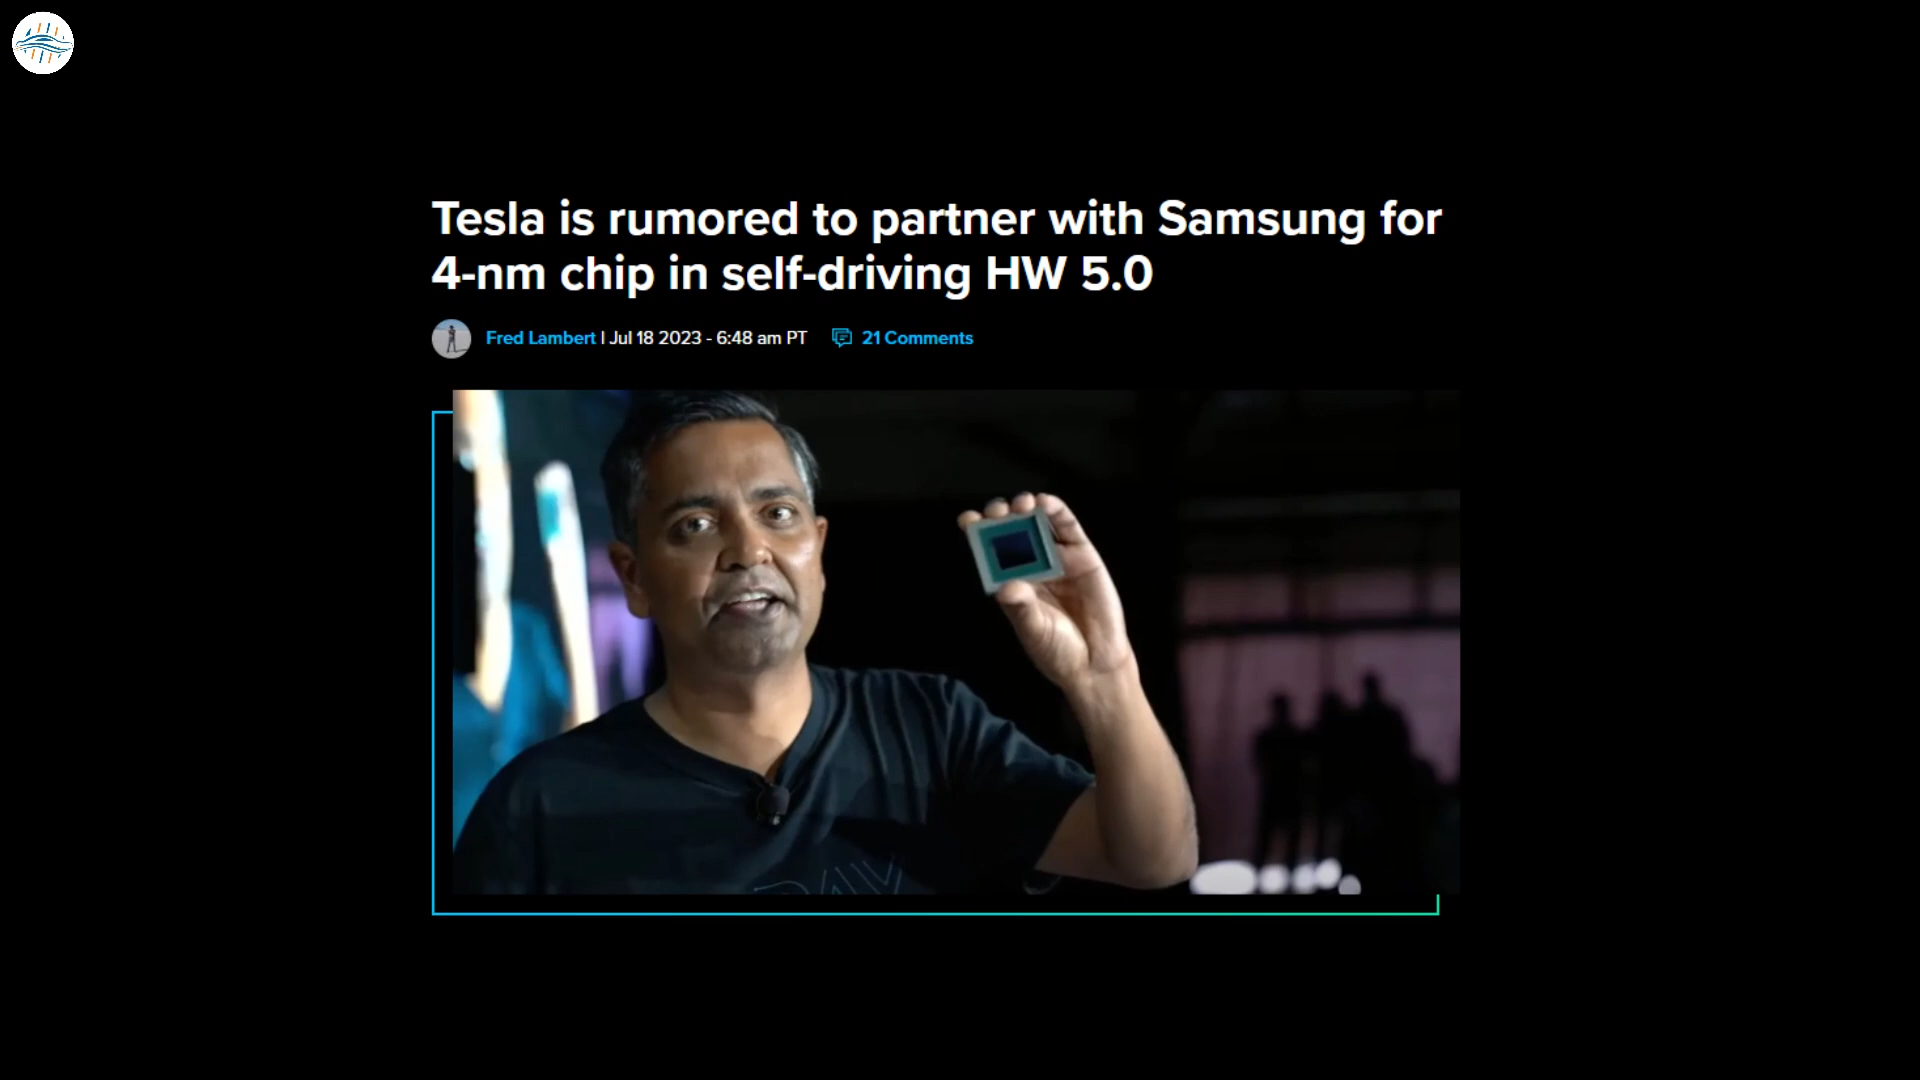 Tesla is rumored to partner with Samsung for
4-nm chip in self-driving HW 5.0
Fred Lambert | Jul 18 2023 - 6:48 am PT 21 Comments